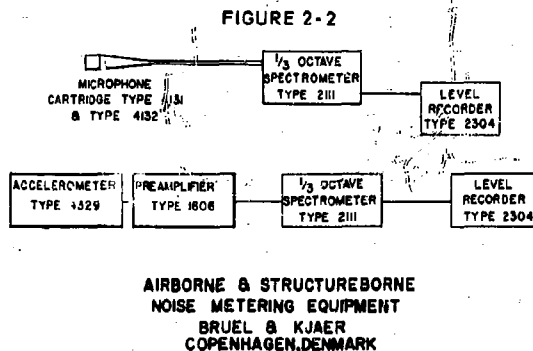 FIGURE 2-2
MICROPHONE
CARTRIDGE TYPE 4131
& TYPE 4132
1/3 OCTAVE
SPECTROMETER
TYPE 2111
LEVEL
RECORDER
TYPE 2304
ACCELEROMETER
TYPE 4329
PREAMPLIFIER
TYPE 1606
1/3 OCTAVE
SPECTROMETER
TYPE 2111
LEVEL
RECORDER
TYPE 2304
AIRBORNE & STRUCTUREBORNE
NOISE METERING EQUIPMENT
BRUEL & KJAER
COPENHAGEN,DENMARK